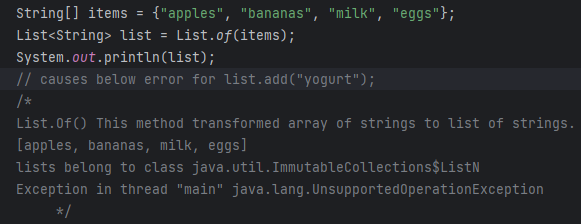 String[] items = {"apples", "bananas", "milk", "eggs"};
List<String> list = List.of(items);
System.out.println(list);
// causes below error for list.add("yogurt");
/*
List.Of() This method transformed array of strings to list of strings.
[apples, bananas, milk, eggs]
lists belong to class java.util.ImmutableCollections$ListN
Exception in thread "main" java.lang.UnsupportedOperationException
*/